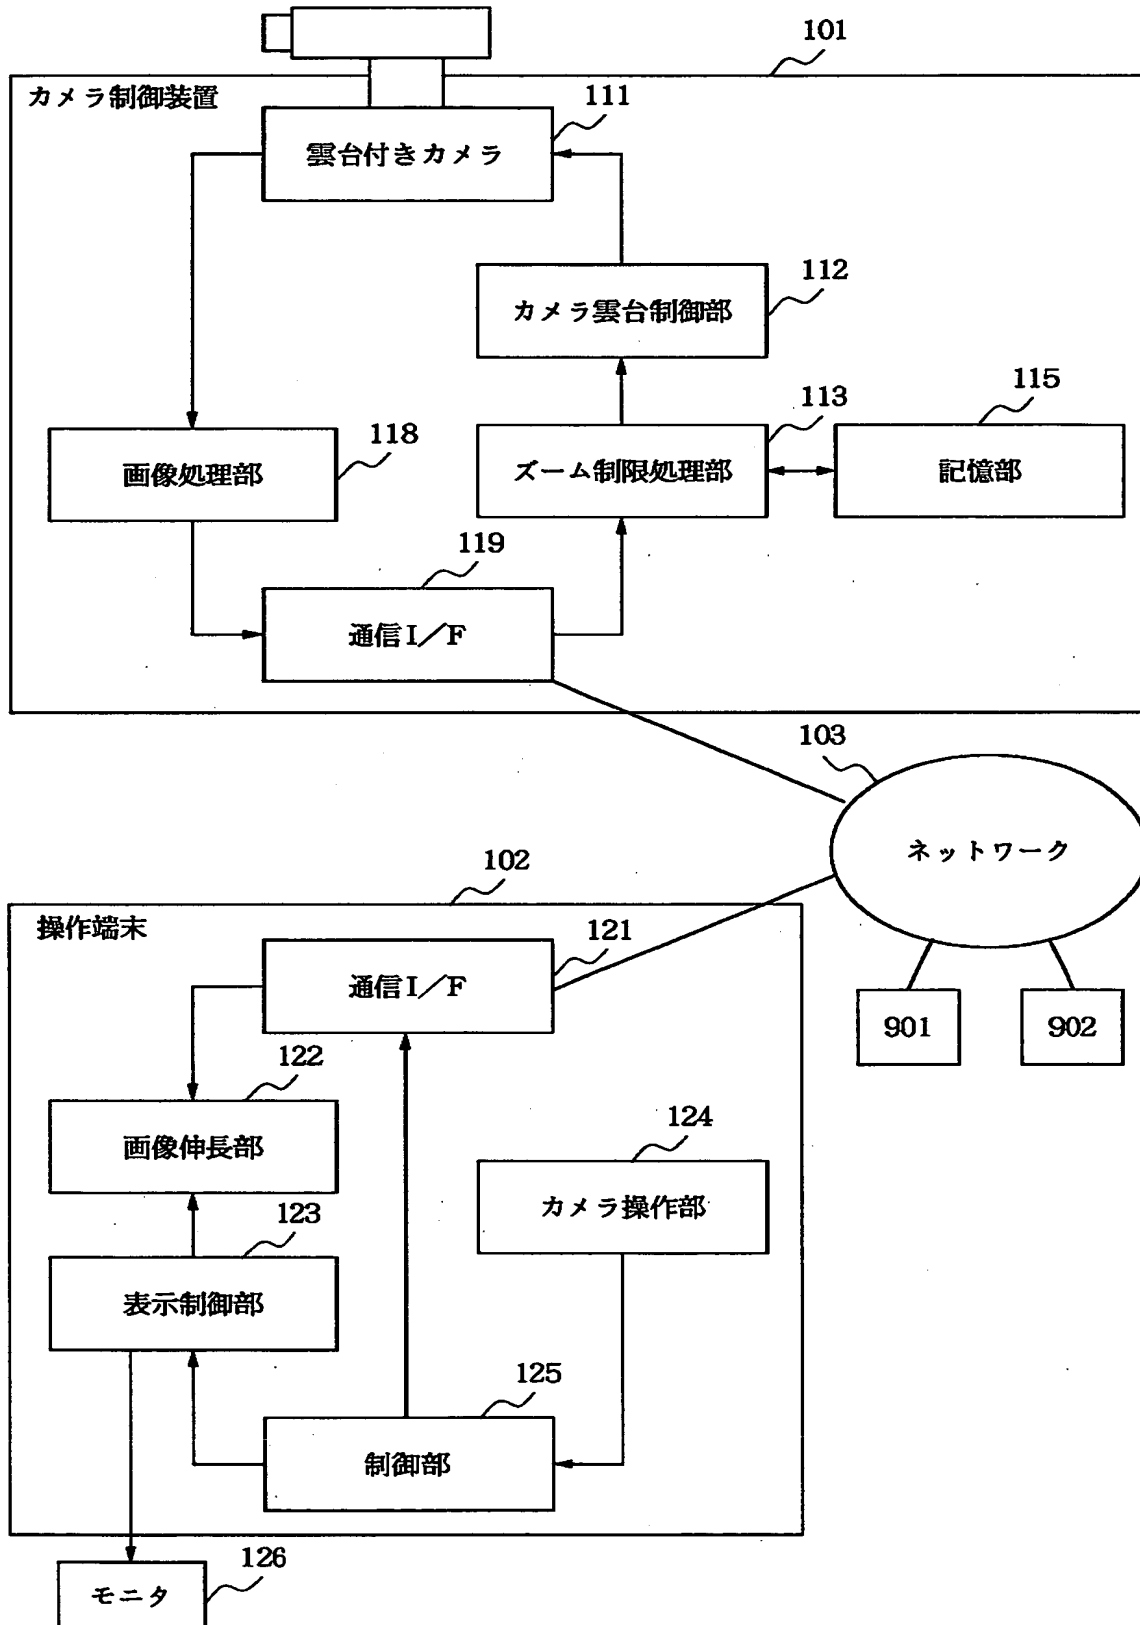 101
カメラ制御装置
111
雲台付きカメラ
112
カメラ雲台制御部
113
115
118
画像処理部
ズーム制限処理部
記憶部
119
通信I/F
103
ネットワーク
102
操作端末
121
通信I/F
901
902
122
画像伸長部
124
カメラ操作部
123
表示制御部
125
制御部
126
モニタ